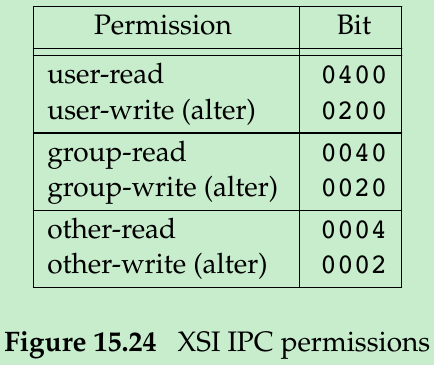 Permission Bit
user-read 0400
user-write (alter) 0200
group-read 0040
group-write (alter) 0020
other-read 0004
other-write (alter) 0002
Figure 15.24 XSI IPC permissions